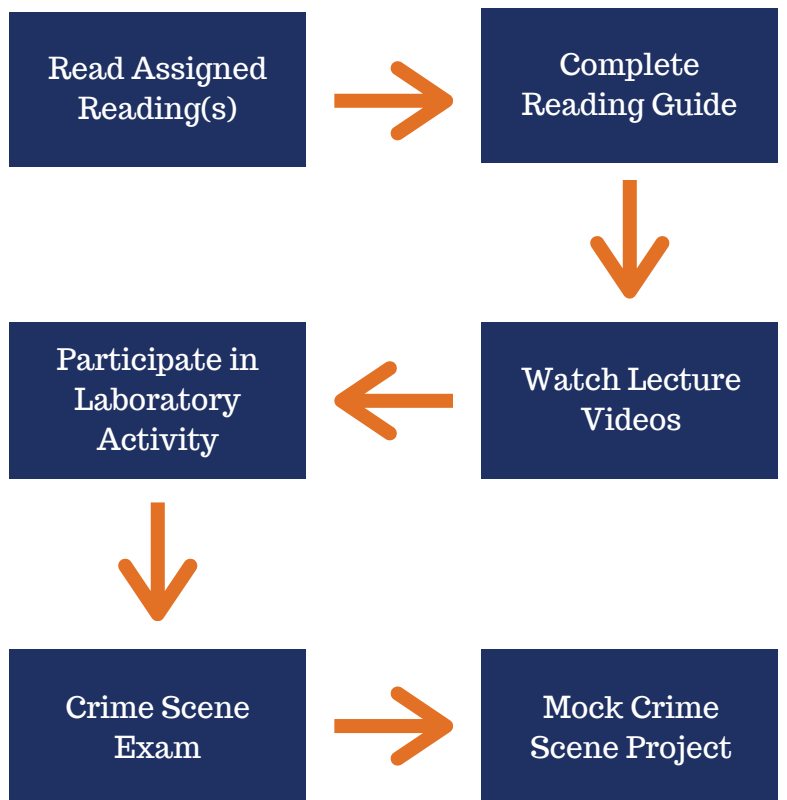 Read Assigned
Reading(s)
Complete
Reading Guide
Watch Lecture
Videos
Participate in
Laboratory
Activity
Crime Scene
Exam
Mock Crime
Scene Project